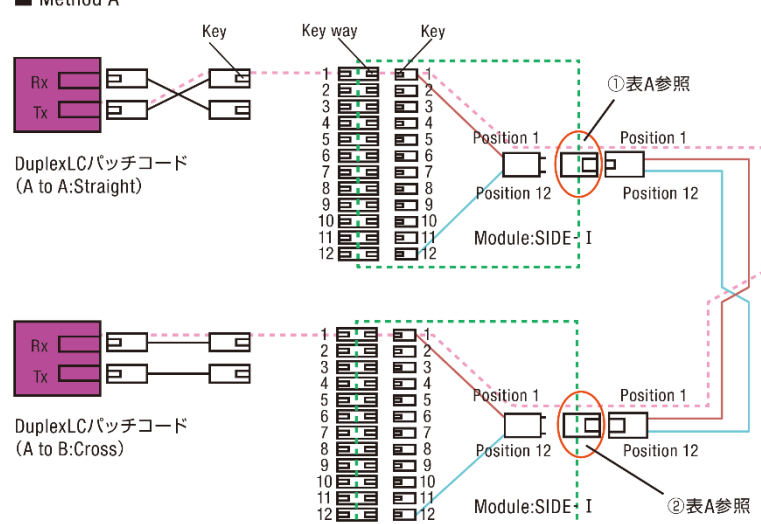 ■ Method A
Key
Key way
Key
Rx
Tx
DuplexLCパッチコード
(A to A:Straight)
1
2
3
4
5
6
7
8
9
10
11
12
1
2
3
4
5
6
7
8
9
10
11
12
①表A参照
Position 1
Position 1
Position 12
Position 12
Module:SIDE-Ⅰ
Rx
Tx
DuplexLCパッチコード
(A to B:Cross)
1
2
3
4
5
6
7
8
9
10
11
12
1
2
3
4
5
6
7
8
9
10
11
12
Position 1
Position 1
Position 12
Position 12
Module:SIDE-Ⅰ
②表A参照